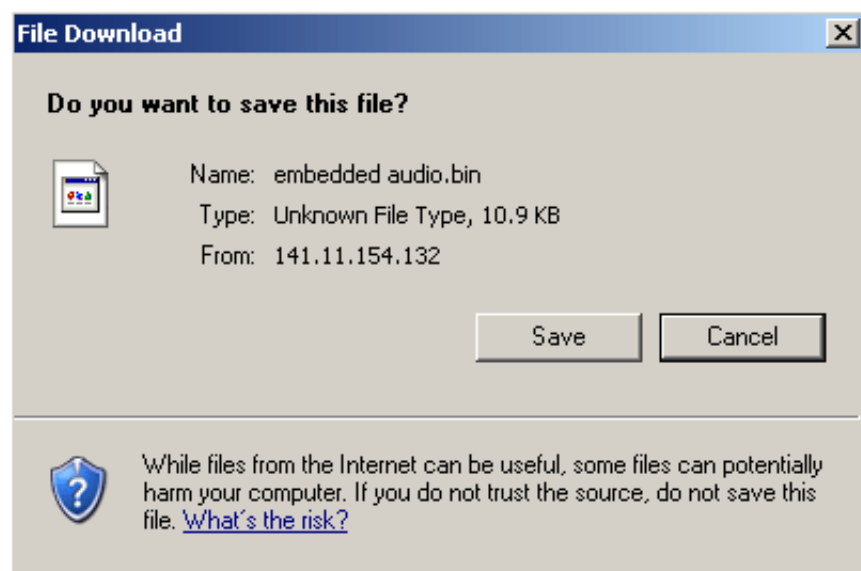 File Download
Do you want to save this file?
Name: embedded audio.bin
Type: Unknown File Type, 10.9 KB
From: 141.11.154.132
Save Cancel
While files from the Internet can be useful, some files can potentially
harm your computer. If you do not trust the source, do not save this
file. What's the risk?